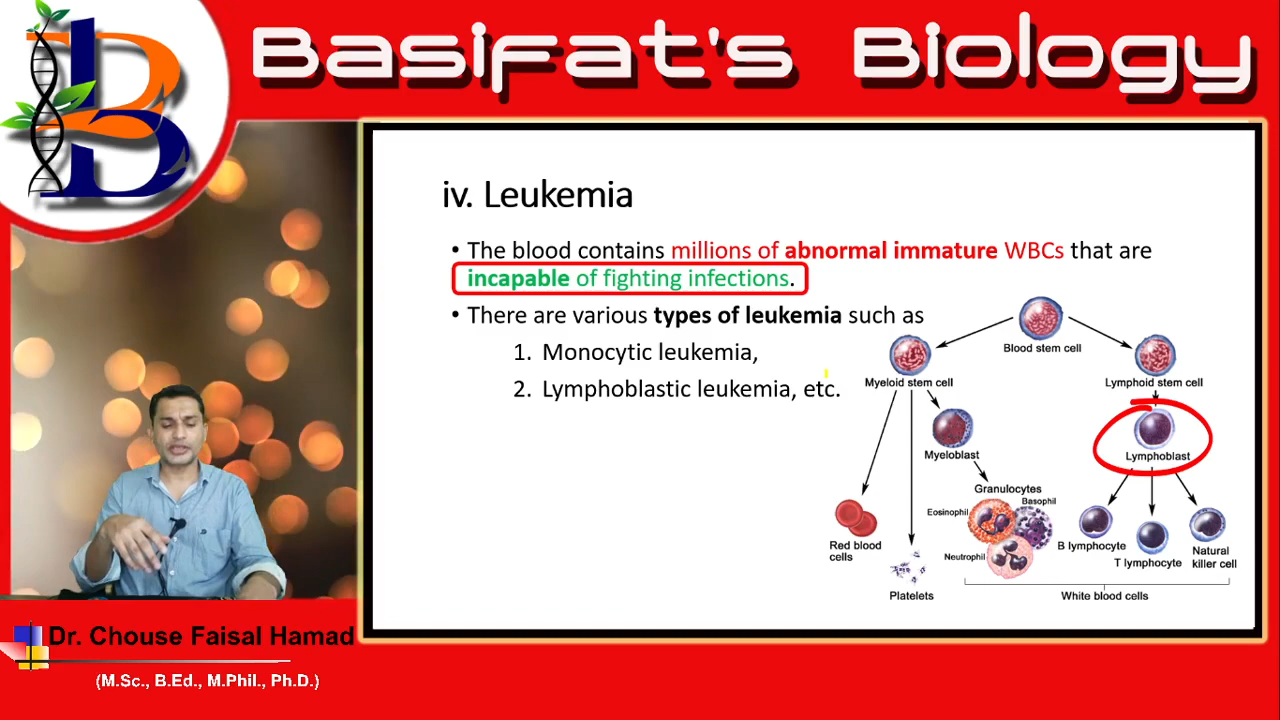 Basifat's Biology
iv. Leukemia
• The blood contains millions of abnormal immature WBCs that are
incapable of fighting infections.
• There are various types of leukemia such as
1. Monocytic leukemia,
2. Lymphoblastic leukemia, etc.
Blood stem cell
Myeloid stem cell
Lymphoid stem cell
Myeloblast
Lymphoblast
Granulocytes
Basophil
Eosinophil
Neutrophil
Red blood
cells
Platelets
B lymphocyte
T lymphocyte
Natural
killer cell
White blood cells
Dr. Chouse Faisal Hamad
(M.Sc., B.Ed., M.Phil., Ph.D.)